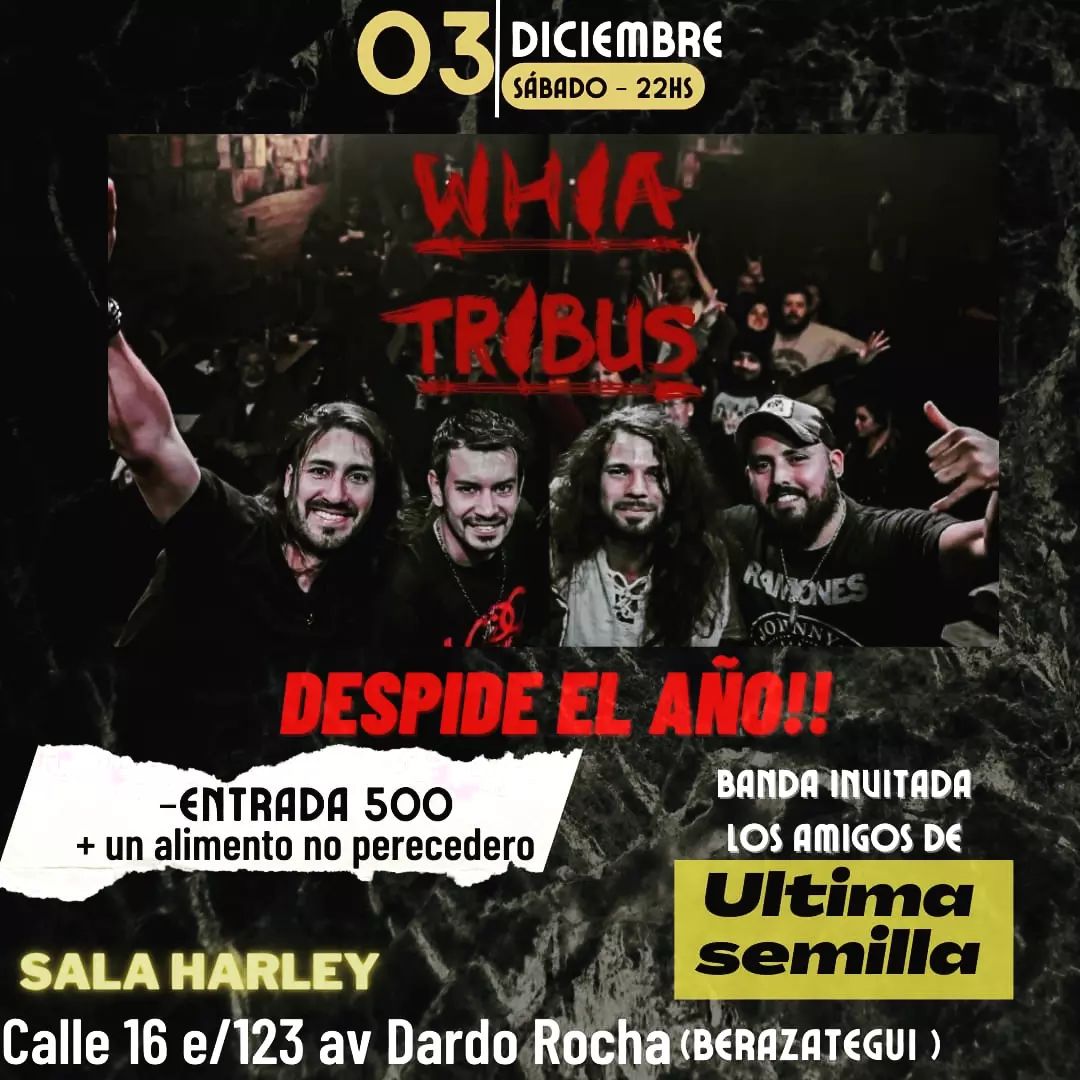 03
DICIEMBRE
SÁBADO - 22HS
WHIA
TRIBUS
RAMONES
JOHNNY
DESPIDE EL AÑO!!
-ENTRADA 500
+ un alimento no perecedero
BANDA INVITADA
LOS AMIGOS DE
Ultima
semilla
SALA HARLEY
Calle 16 e/123 av Dardo Rocha (BERAZATEGUI )